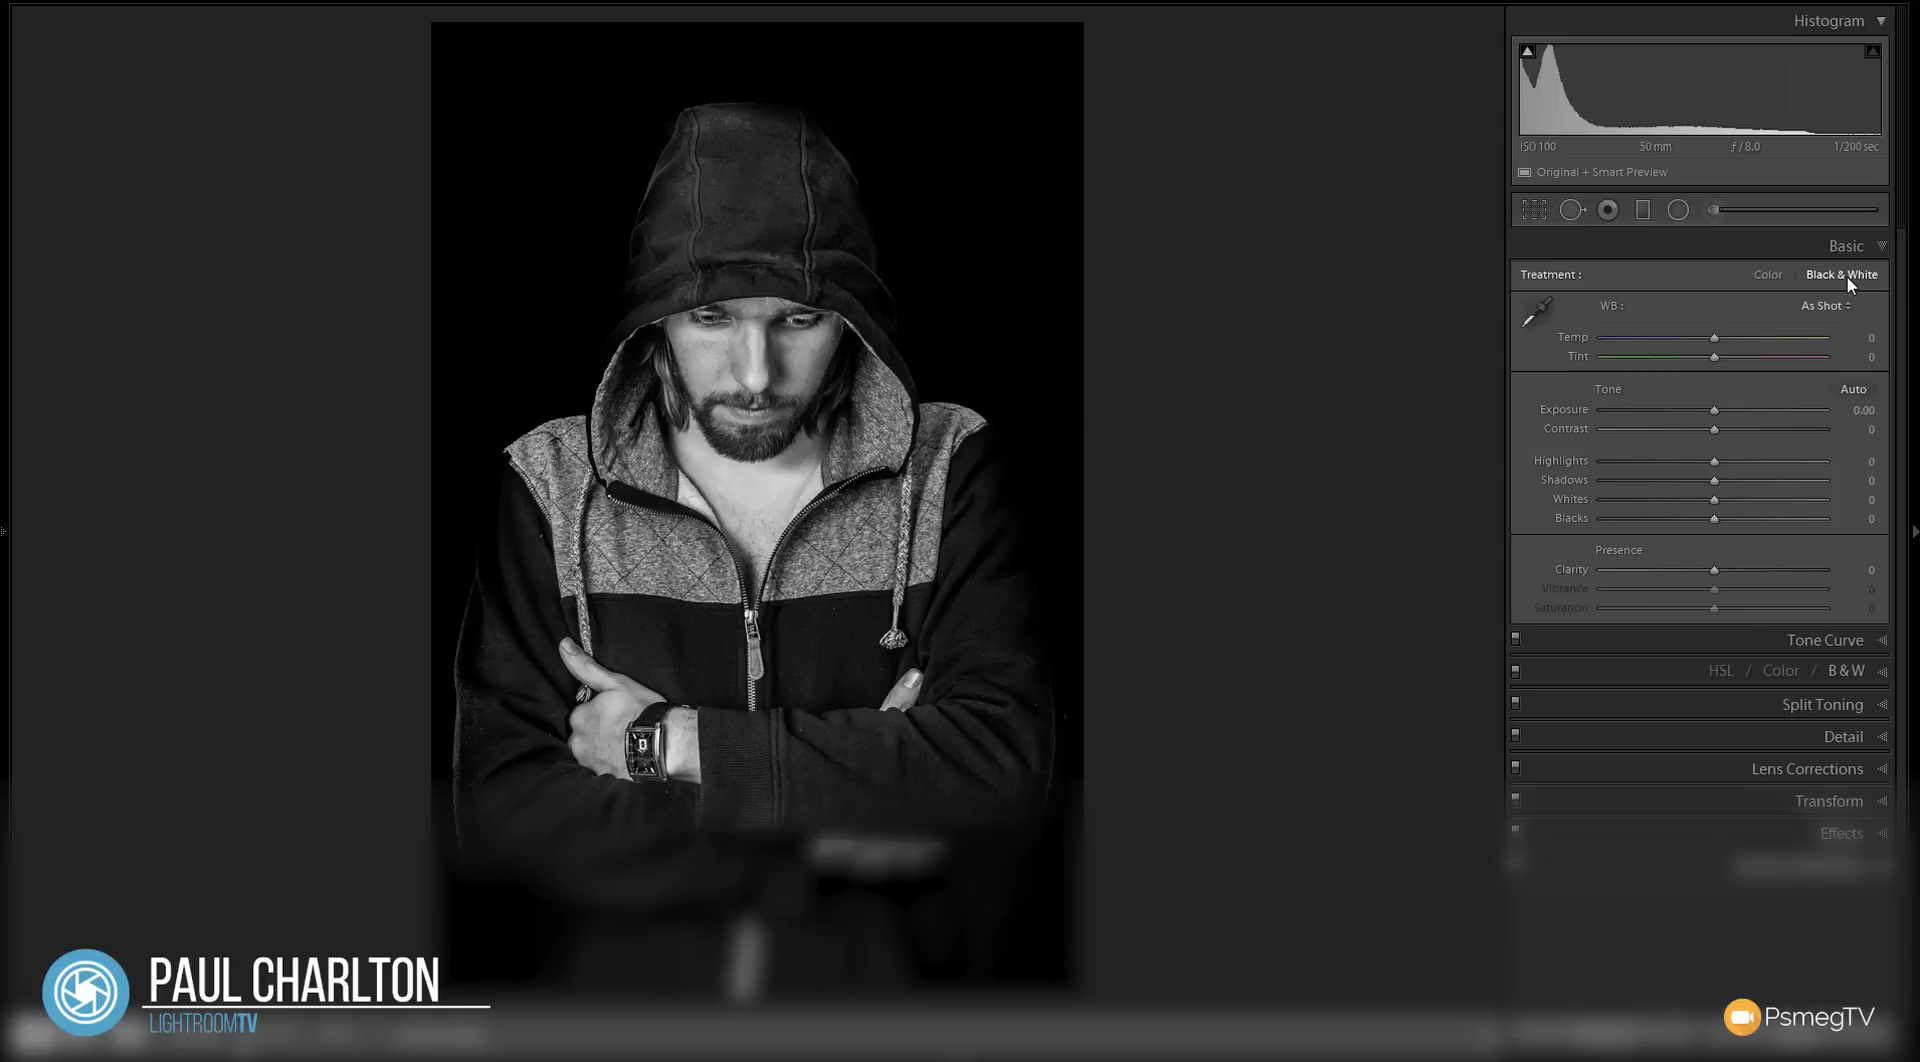 Histogram
ISO 100 50 mm ƒ / 8.0 1/200 sec
Original + Smart Preview
Basic
Treatment : Color Black & White
WB : As Shot
Temp 0
Tint 0
Tone Auto
Exposure 0.00
Contrast 0
Highlights 0
Shadows 0
Whites 0
Blacks 0
Presence
Clarity 0
Vibrance 0
Saturation 0
Tone Curve
HSL / Color / B & W
Split Toning
Detail
Lens Corrections
Transform
Effects
PAUL CHARLTON
LIGHTROOMTV
PsmegTV